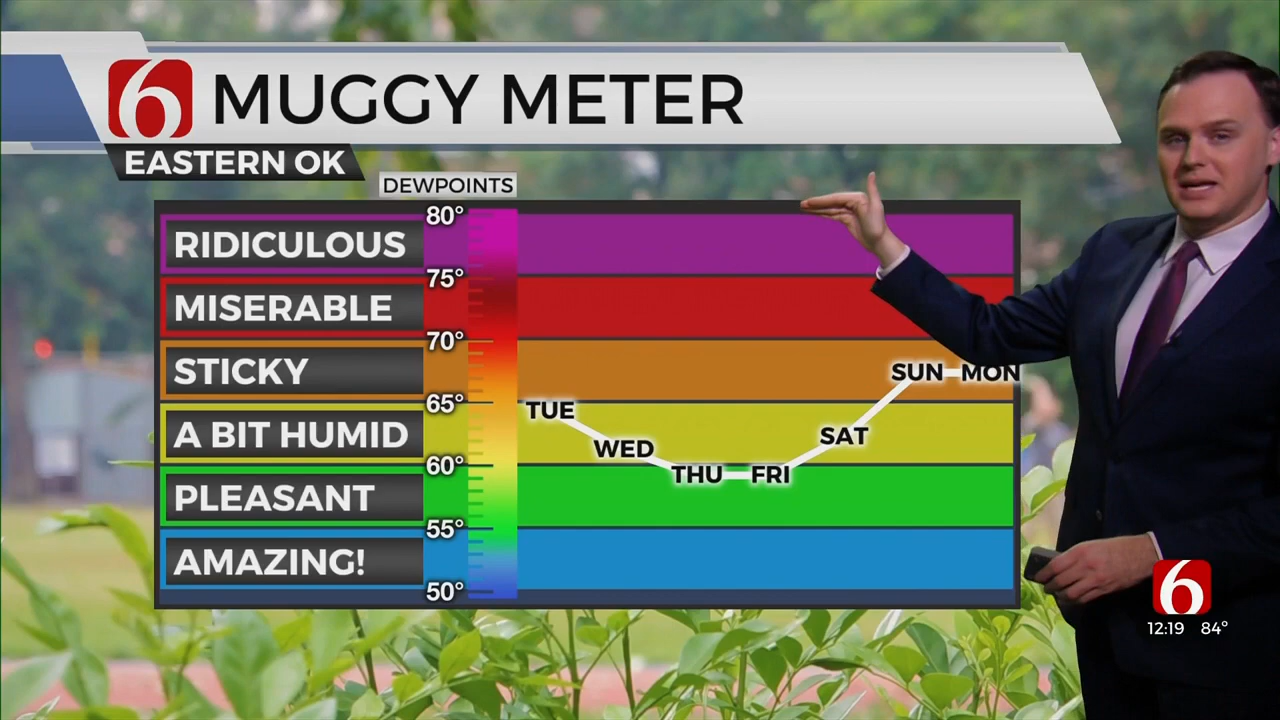 6 MUGGY METER
EASTERN OK
DEWPOINTS
80°
RIDICULOUS
75°
MISERABLE
70°
STICKY
65°
TUE
A BIT HUMID
WED
THU
FRI
SAT
SUN
MON
60°
PLEASANT
55°
AMAZING!
50°
6
12:19 84°